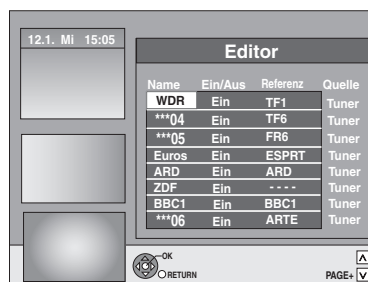 12.1. Mi 15:05
Editor
Name Ein/Aus Referenz Quelle
WDR Ein TF1 Tuner
***04 Ein TF6 Tuner
***05 Ein FR6 Tuner
Euros Ein ESPRT Tuner
ARD Ein ARD Tuner
ZDF Ein ---- Tuner
BBC1 Ein BBC1 Tuner
***06 Ein ARTE Tuner
OK
RETURN
PAGE+